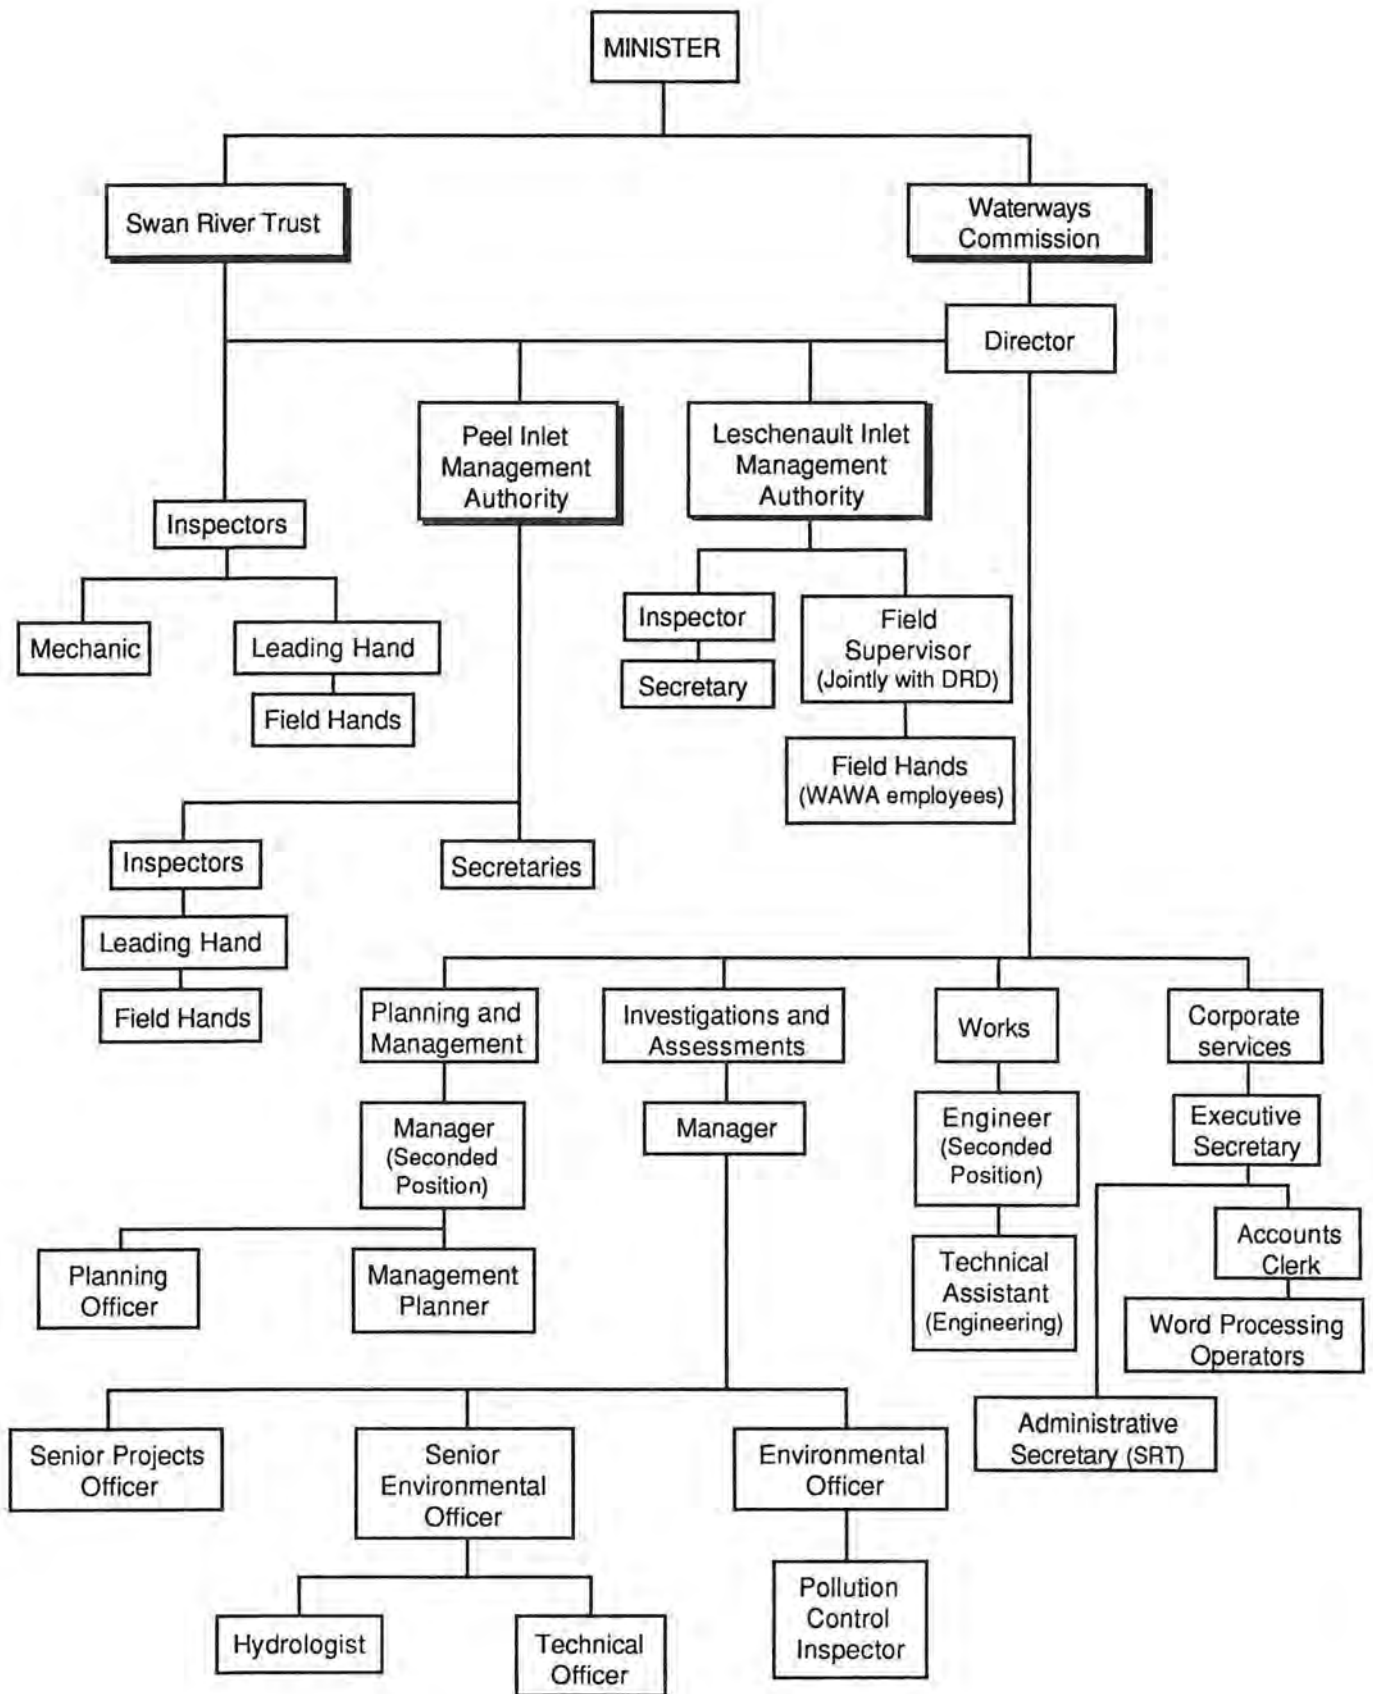 MINISTER
Swan River Trust
Waterways
Commission
Director
Peel Inlet
Management
Authority
Leschenault Inlet
Management
Authority
Inspectors
Mechanic
Leading Hand
Field Hands
Inspector
Secretary
Field
Supervisor
(Jointly with DRD)
Field Hands
(WAWA employees)
Inspectors
Secretaries
Leading Hand
Field Hands
Planning and
Management
Investigations and
Assessments
Works
Corporate
services
Manager
(Seconded
Position)
Manager
Engineer
(Seconded
Position)
Executive
Secretary
Planning
Officer
Management
Planner
Technical
Assistant
(Engineering)
Accounts
Clerk
Word Processing
Operators
Administrative
Secretary (SRT)
Senior Projects
Officer
Senior
Environmental
Officer
Environmental
Officer
Hydrologist
Technical
Officer
Pollution
Control
Inspector